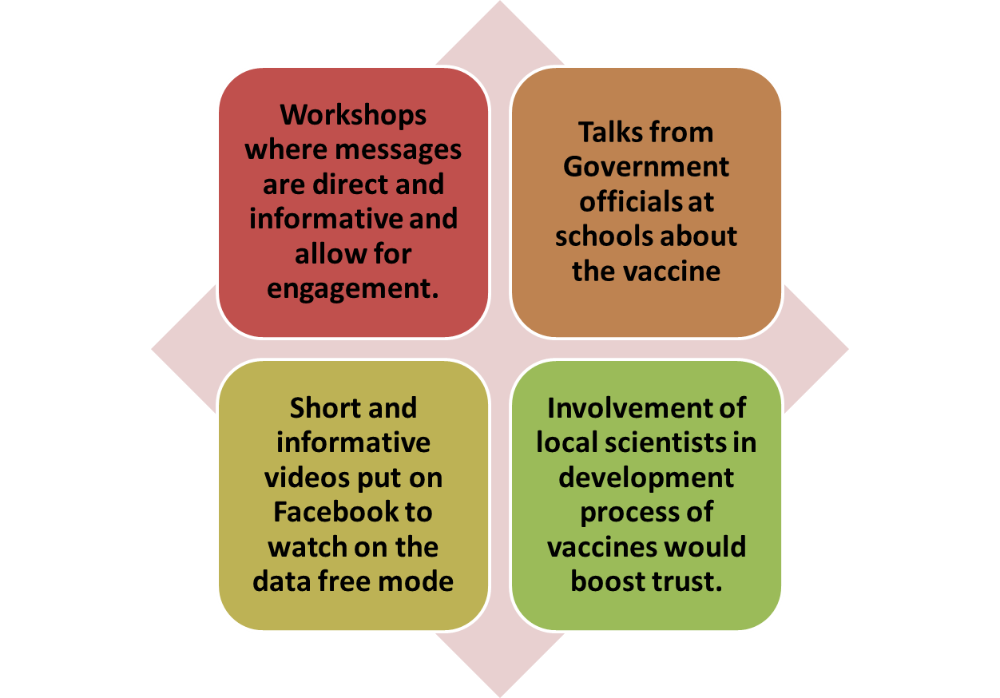 Workshops
where messages
are direct and
informative and
allow for
engagement.
Talks from
Government
officials at
schools about
the vaccine
Short and
informative
videos put on
Facebook to
watch on the
data free mode
Involvement of
local scientists in
development
process of
vaccines would
boost trust.